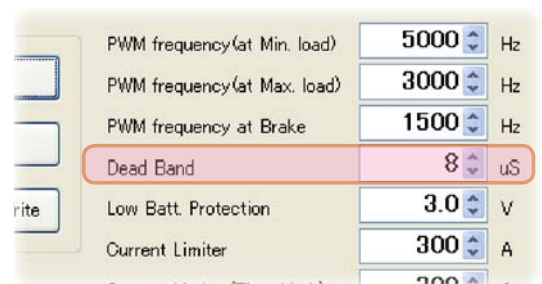 PWM frequency(at Min. load) 5000 Hz
PWM frequency(at Max. load) 3000 Hz
PWM frequency at Brake 1500 Hz
Dead Band 8 uS
rite Low Batt. Protection 3.0 V
Current Limiter 300 A